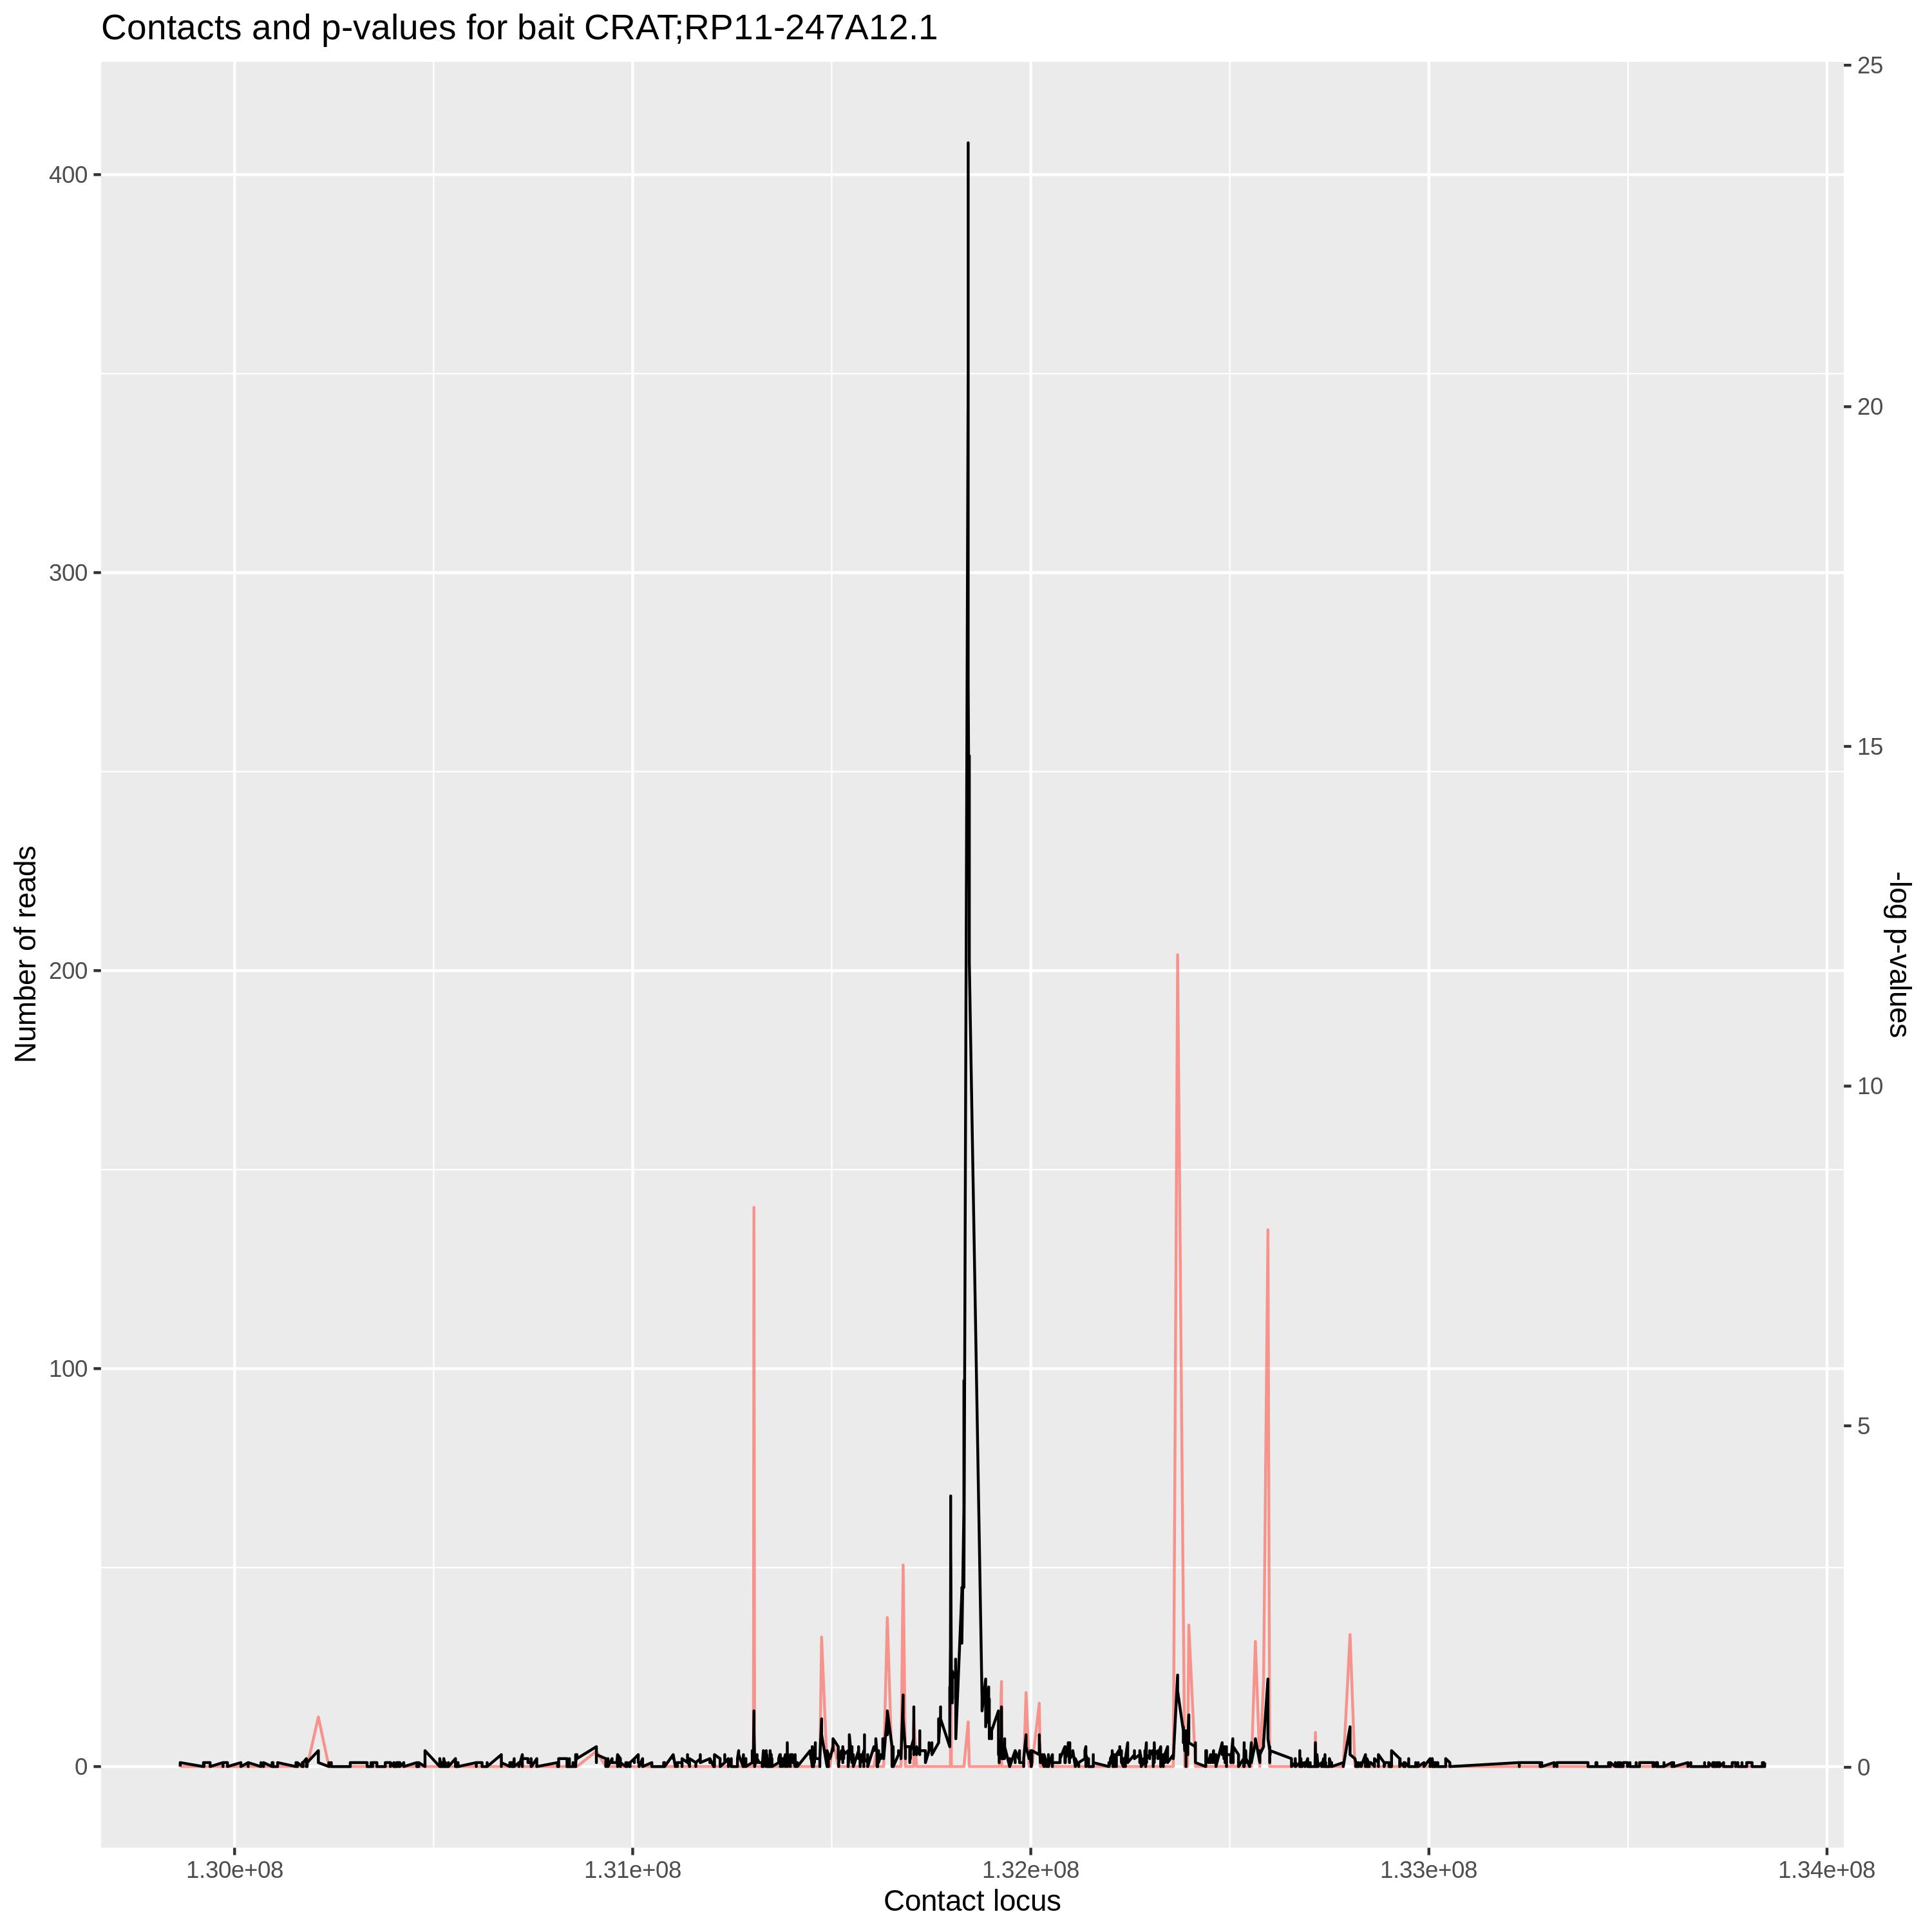 Contacts and p-values for bait CRAT;RP11-247A12.1
25
400
20
300
15
Number of reads
-log p-values
200
10
100
5
0
0
1.30e+08 1.31e+08 1.32e+08 1.33e+08 1.34e+08
Contact locus